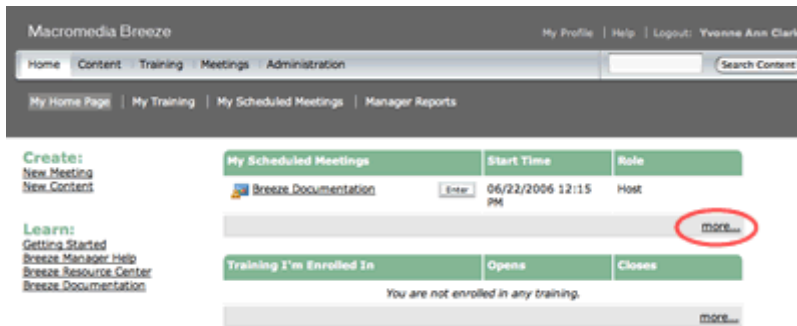 Macromedia Breeze
My Profile | Help | Logout: Yvonne Ann Clark
Home Content Training Meetings Administration
Search Content
My Home Page | My Training | My Scheduled Meetings | Manager Reports
Create:
New Meeting
New Content
Learn:
Getting Started
Breeze Manager Help
Breeze Resource Center
Breeze Documentation
My Scheduled Meetings Start Time Role
Breeze Documentation Enter 06/22/2006 12:15 Host
PM
more...
Training I'm Enrolled In Opens Closes
You are not enrolled in any training.
more...